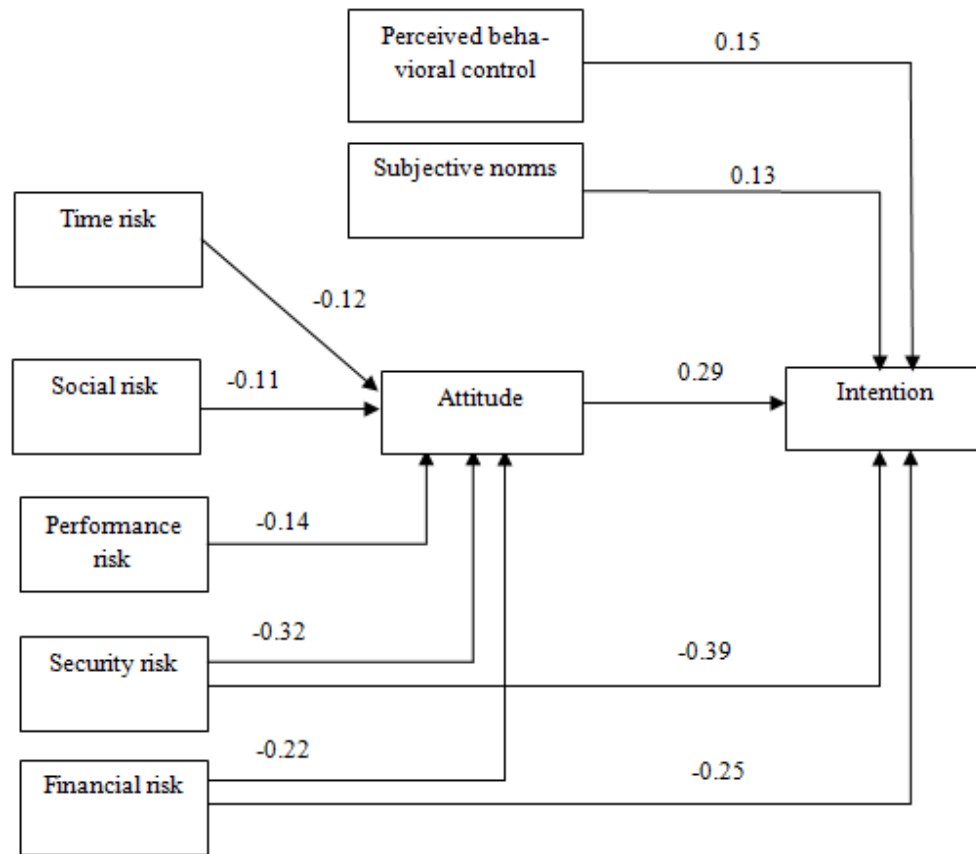 Perceived beha-
vioral control
0.15
Subjective norms
0.13
Time risk
-0.12
Social risk
-0.11
Attitude
0.29
Intention
Performance
risk
-0.14
Security risk
-0.32
-0.39
Financial risk
-0.22
-0.25